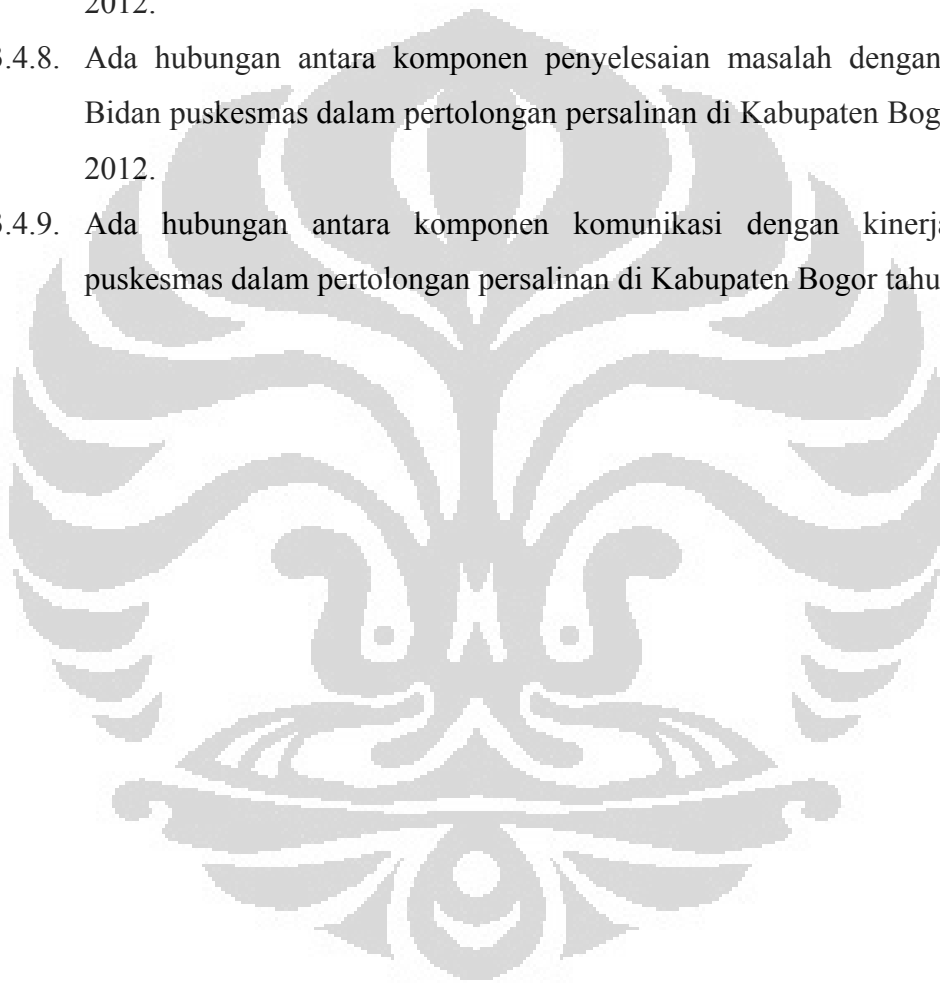 2012.
3.4.8. Ada hubungan antara komponen penyelesaian masalah dengan
Bidan puskesmas dalam pertolongan persalinan di Kabupaten Bog
2012.
3.4.9. Ada hubungan antara komponen komunikasi dengan kinerja
puskesmas dalam pertolongan persalinan di Kabupaten Bogor tahu